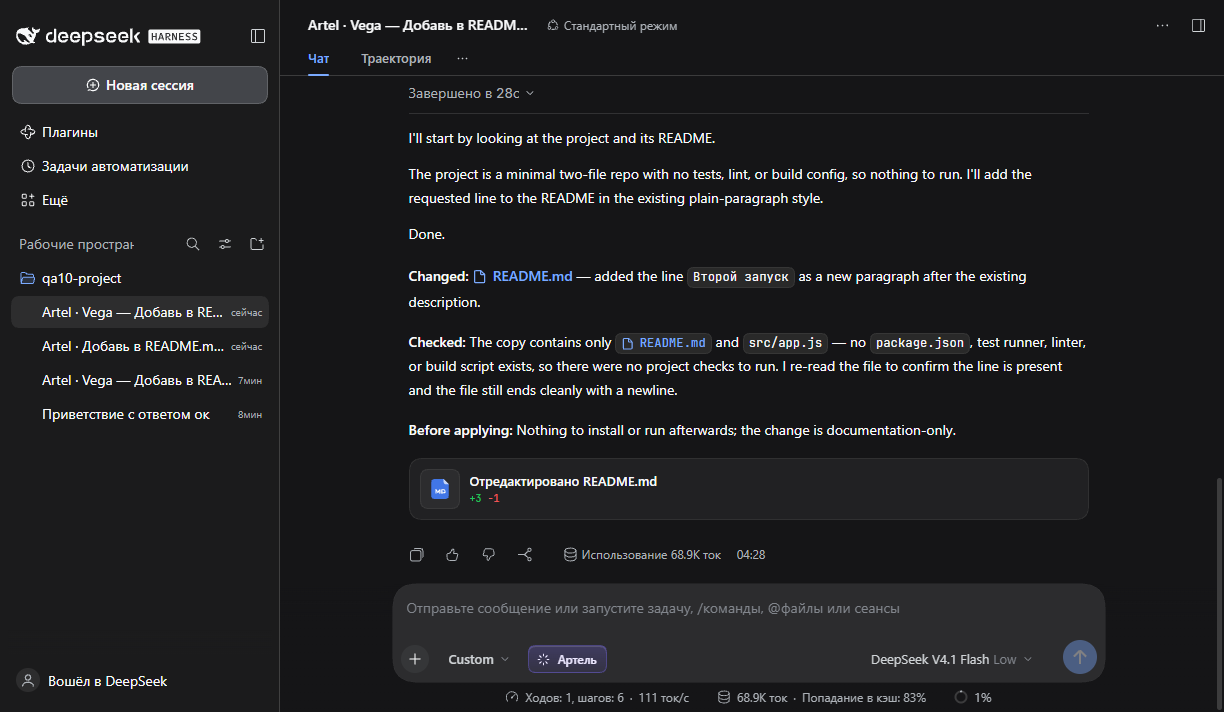 deepseek HARNESS
Новая сессия
Плагины
Задачи автоматизации
Ещё
Рабочие простран
qa10-project
Artel · Vega — Добавь в RE... сейчас
Artel · Добавь в README.m... сейчас
Artel · Vega — Добавь в REA... 7мин
Приветствие с ответом ок 8мин
Вошёл в DeepSeek
Artel · Vega — Добавь в READM... Стандартный режим
Чат Траектория
Завершено в 28с
I'll start by looking at the project and its README.
The project is a minimal two-file repo with no tests, lint, or build config, so nothing to run. I'll add the
requested line to the README in the existing plain-paragraph style.
Done.
Changed: README.md — added the line Второй запуск as a new paragraph after the existing
description.
Checked: The copy contains only README.md and src/app.js — no package.json, test runner, linter,
or build script exists, so there were no project checks to run. I re-read the file to confirm the line is present
and the file still ends cleanly with a newline.
Before applying: Nothing to install or run afterwards; the change is documentation-only.
MD
Отредактировано README.md
+3 -1
Использование 68.9K ток 04:28
Отправьте сообщение или запустите задачу, /команды, @файлы или сеансы
Custom Артель DeepSeek V4.1 Flash Low
Ходов: 1, шагов: 6 · 111 ток/с 68.9K ток · Попадание в кэш: 83% 1%